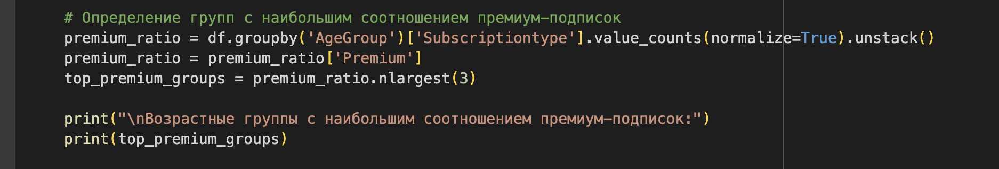 # Определение групп с наибольшим соотношением премиум-подписок
premium_ratio = df.groupby('AgeGroup')['Subscriptiontype'].value_counts(normalize=True).unstack()
premium_ratio = premium_ratio['Premium']
top_premium_groups = premium_ratio.nlargest(3)
print("\nВозрастные группы с наибольшим соотношением премиум-подписок:")
print(top_premium_groups)